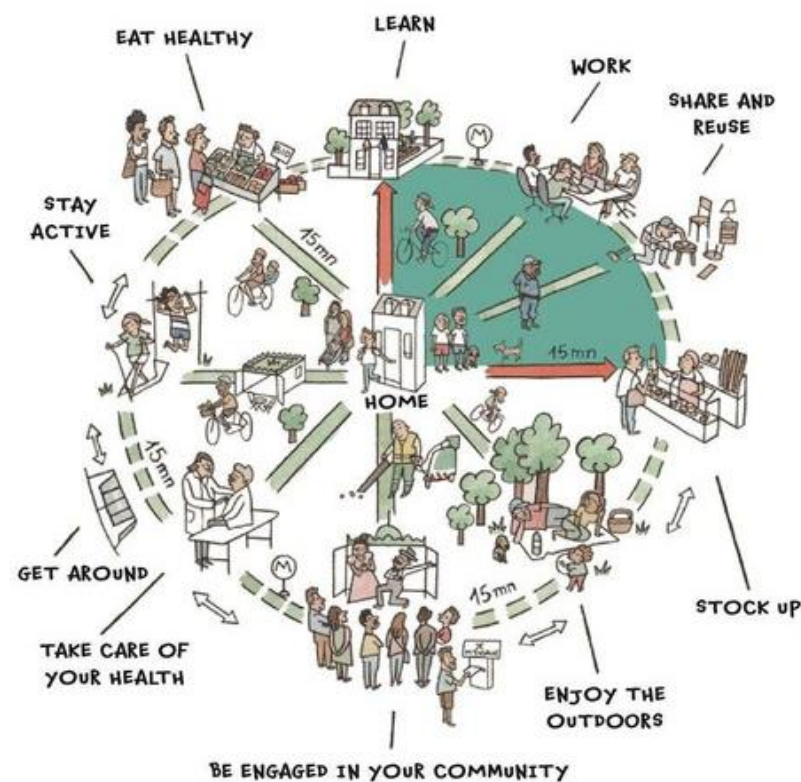 LEARN
EAT HEALTHY
WORK
SHARE AND
REUSE
M
BIO
STAY
ACTIVE
15mn
15mn
HOME
15mn
GET AROUND
M
15mn
STOCK UP
TAKE CARE OF
YOUR HEALTH
ENJOY THE
OUTDOORS
BE ENGAGED IN YOUR COMMUNITY